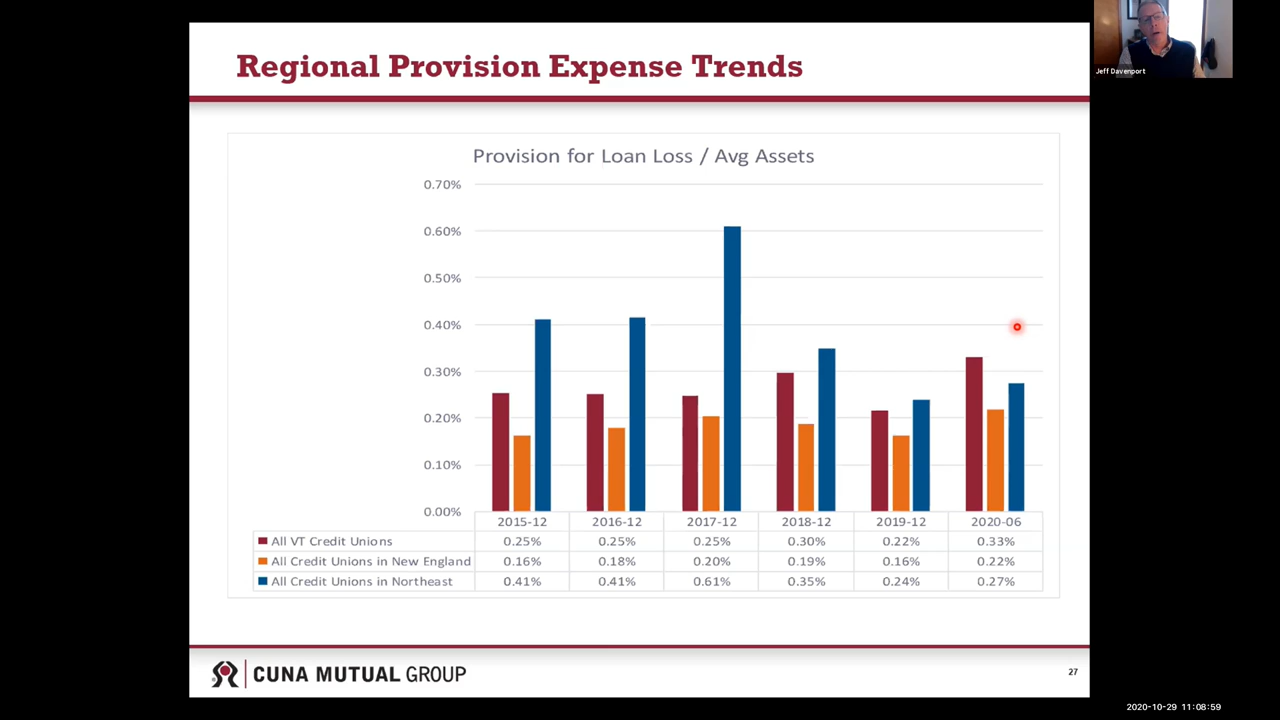 Regional Provision Expense Trends
Jeff Davenport
Provision for Loan Loss / Avg Assets
0.70%
0.60%
0.50%
0.40%
0.30%
0.20%
0.10%
0.00%
2015-12 2016-12 2017-12 2018-12 2019-12 2020-06
All VT Credit Unions 0.25% 0.25% 0.25% 0.30% 0.22% 0.33%
All Credit Unions in New England 0.16% 0.18% 0.20% 0.19% 0.16% 0.22%
All Credit Unions in Northeast 0.41% 0.41% 0.61% 0.35% 0.24% 0.27%
CUNA MUTUAL GROUP
27
2020-10-29 11:08:59